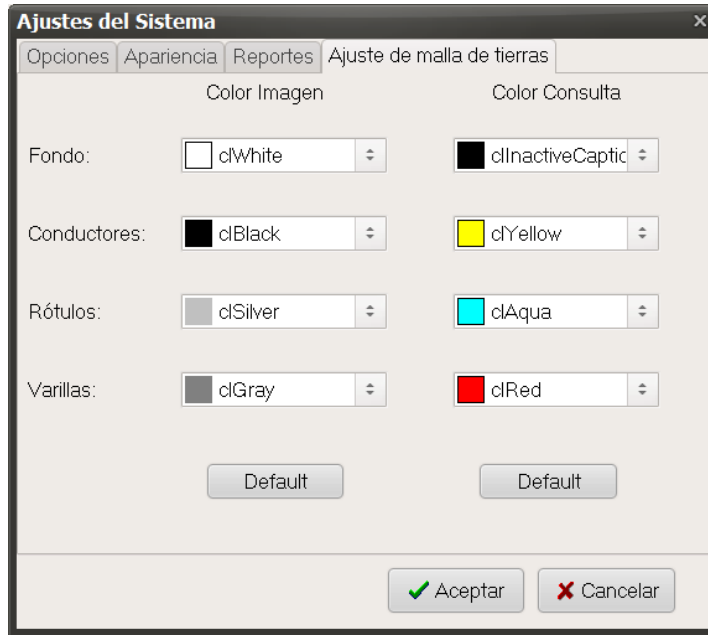 Ajustes del Sistema
Opciones Apariencia Reportes Ajuste de malla de tierras
Color Imagen Color Consulta
Fondo: clWhite clInactiveCaptic
Conductores: clBlack clYellow
Rótulos: clSilver clAqua
Varillas: clGray clRed
Default Default
Aceptar Cancelar